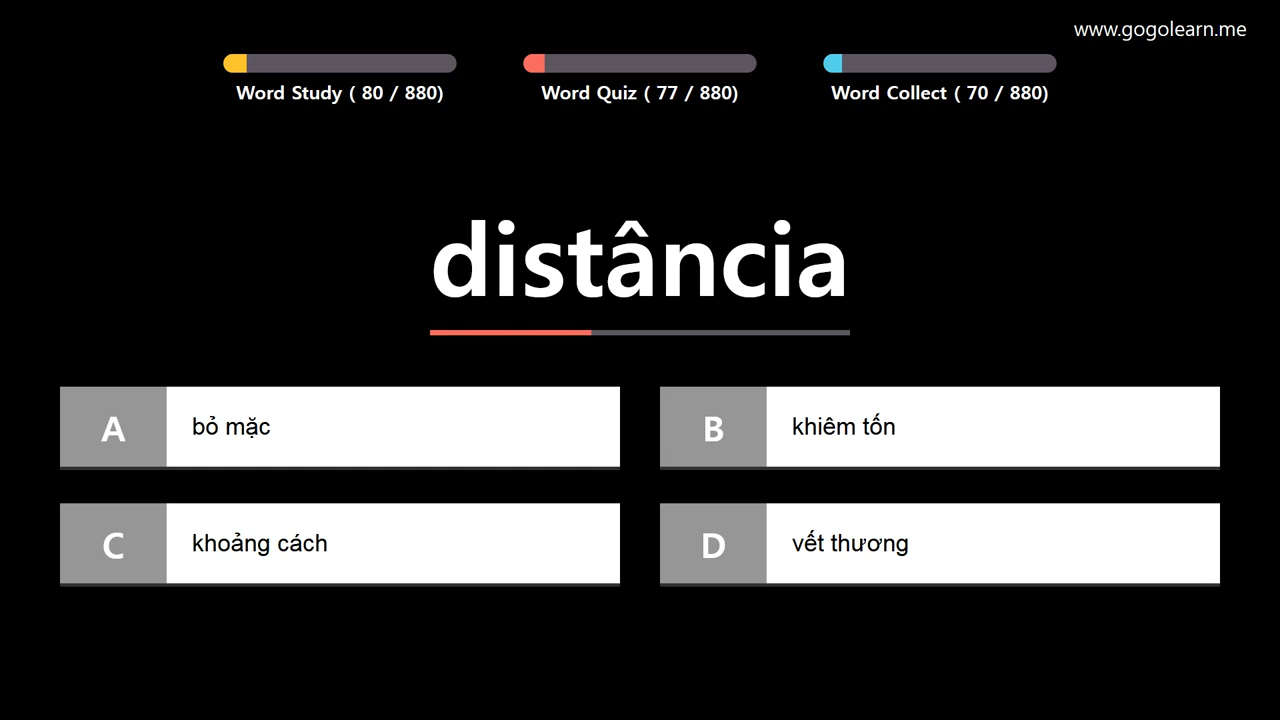 www.gogolearn.me
Word Study ( 80 / 880)
Word Quiz ( 77 / 880)
Word Collect ( 70 / 880)
distância
A bỏ mặc
B khiêm tốn
C khoảng cách
D vết thương